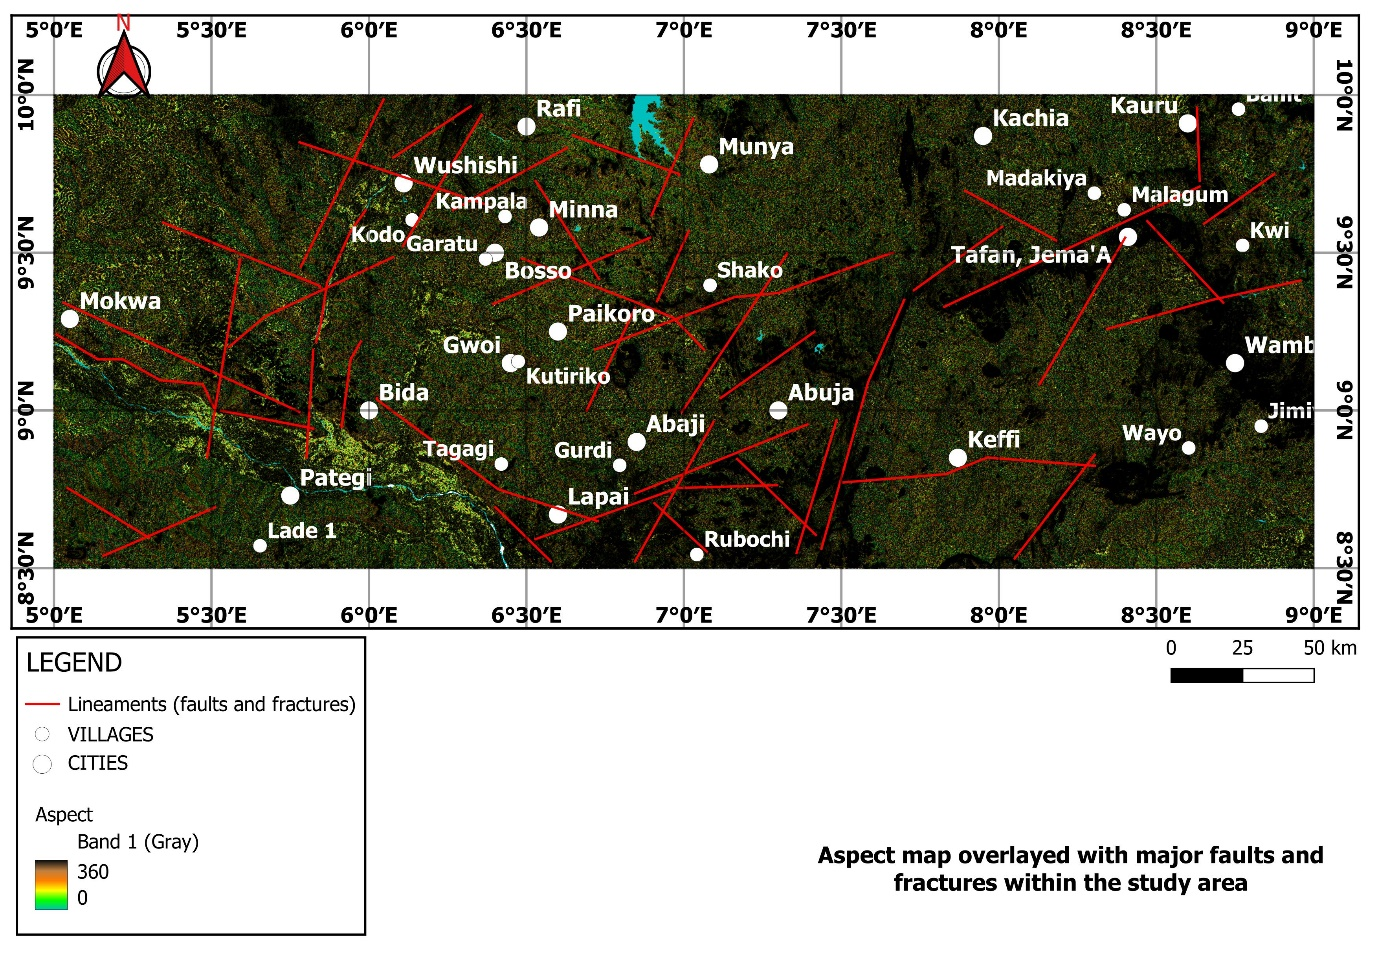 N
5°0′E 5°30′E 6°0′E 6°30′E 7°0′E 7°30′E 8°0′E 8°30′E 9°0′E
10°0′N 10°0′N
Rafi
Kachia
Kauru
Munya
Wushishi
Madakiya
Malagum
Kampala
Minna
Kodo
Garatu
Kwi
9°30′N 9°30′N
Tafan, Jema'A
Bosso
Shako
Mokwa
Paikoro
Gwoi
Wamb
Kutiriko
Bida
Abuja
9°0′N 9°0′N
Jimi
Abaji
Wayo
Keffi
Tagagi
Gurdi
Pategi
Lapai
Lade 1
Rubochi
8°30′N 8°30′N
5°0′E 5°30′E 6°0′E 6°30′E 7°0′E 7°30′E 8°0′E 8°30′E 9°0′E
0 25 50 km
LEGEND
Lineaments (faults and fractures)
VILLAGES
CITIES
Aspect
Band 1 (Gray)
360
0
Aspect map overlayed with major faults and
fractures within the study area